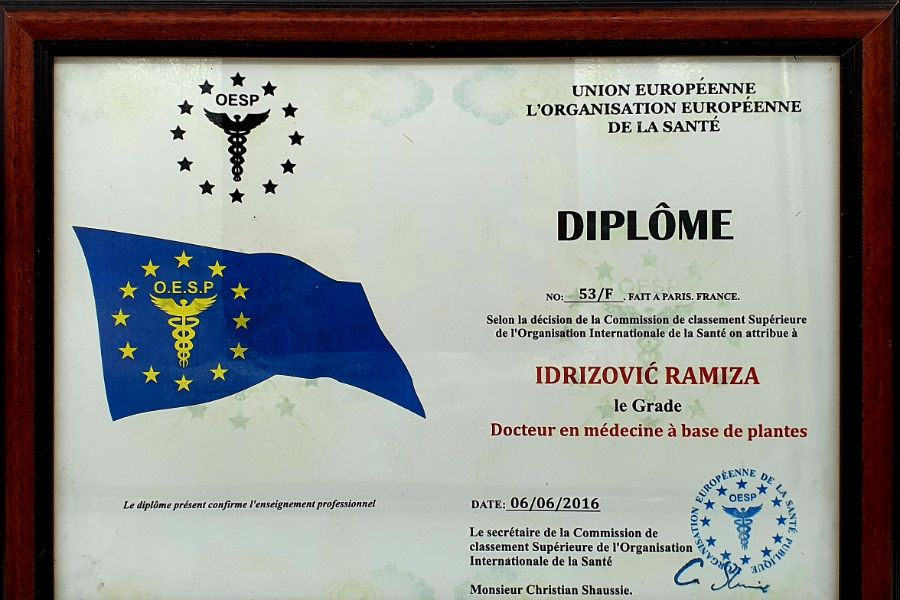 OESP
UNION EUROPÉENNE
L'ORGANISATION EUROPÉENNE
DE LA SANTÉ
DIPLÔME
O.E.S.P
OESP
NO: 53/F . FAIT A PARIS. FRANCE.
Selon la décision de la Commission de classement Supérieure
de l'Organisation Internationale de la Santé on attribue à
IDRIZOVIĆ RAMIZA
le Grade
Docteur en médecine à base de plantes
Le diplôme présent confirme l'enseignement professionnel
DATE: 06/06/2016
Le secrétaire de la Commission de
classement Supérieure de l'Organisation
Internationale de la Santé
Monsieur Christian Shaussie.
L'ORGANISATION EUROPÉENNE DE LA SANTÉ PUBLIQUE
OESP